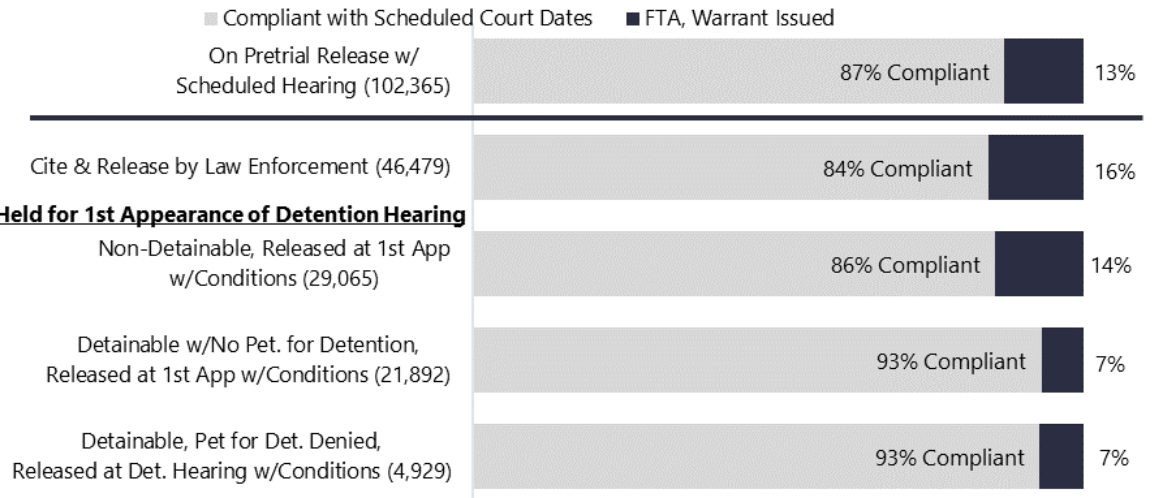 Compliant with Scheduled Court Dates FTA, Warrant Issued
On Pretrial Release w/
Scheduled Hearing (102,365)
87% Compliant 13%
Cite & Release by Law Enforcement (46,479)
84% Compliant 16%
Held for 1st Appearance of Detention Hearing
Non-Detainable, Released at 1st App
w/Conditions (29,065)
86% Compliant 14%
Detainable w/No Pet. for Detention,
Released at 1st App w/Conditions (21,892)
93% Compliant 7%
Detainable, Pet for Det. Denied,
Released at Det. Hearing w/Conditions (4,929)
93% Compliant 7%